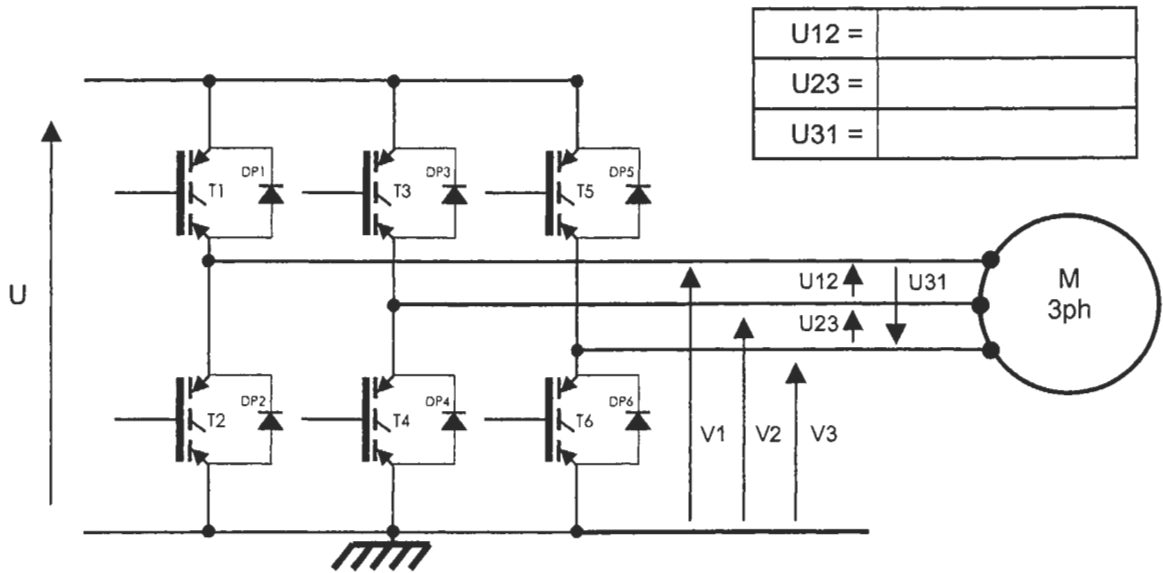 U12 =
U23 =
U31 =
DP1
T1
DP3
T3
DP5
T5
U
U12
U31
M
3ph
U23
DP2
T2
DP4
T4
DP6
T6
V1
V2
V3